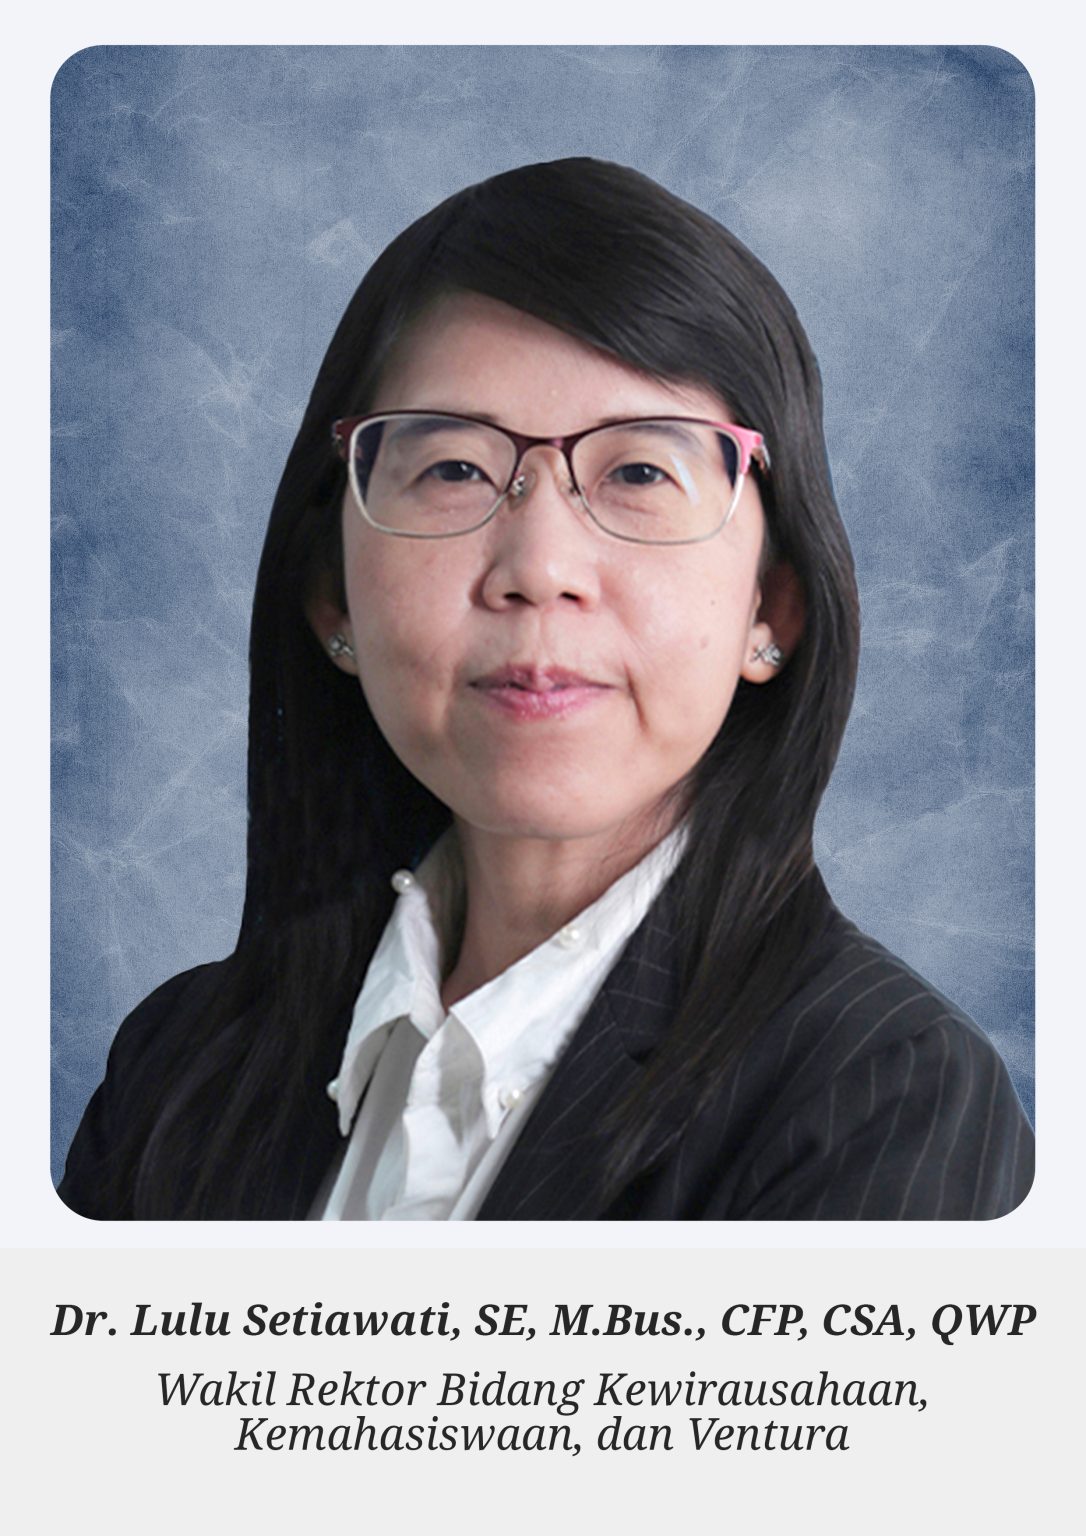 Dr. Lulu Setiawati, SE, M.Bus., CFP, CSA, QWP
Wakil Rektor Bidang Kewirausahaan,
Kemahasiswaan, dan Ventura